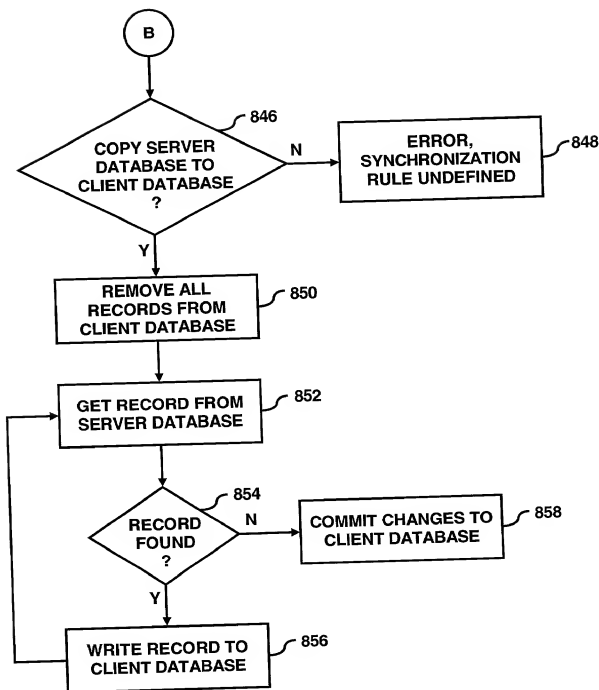 B
846
COPY SERVER
DATABASE TO
CLIENT DATABASE
?
N
ERROR,
SYNCHRONIZATION
RULE UNDEFINED
848
Y
REMOVE ALL
RECORDS FROM
CLIENT DATABASE
850
GET RECORD FROM
SERVER DATABASE
852
854
RECORD
FOUND
?
N
COMMIT CHANGES TO
CLIENT DATABASE
858
Y
WRITE RECORD TO
CLIENT DATABASE
856